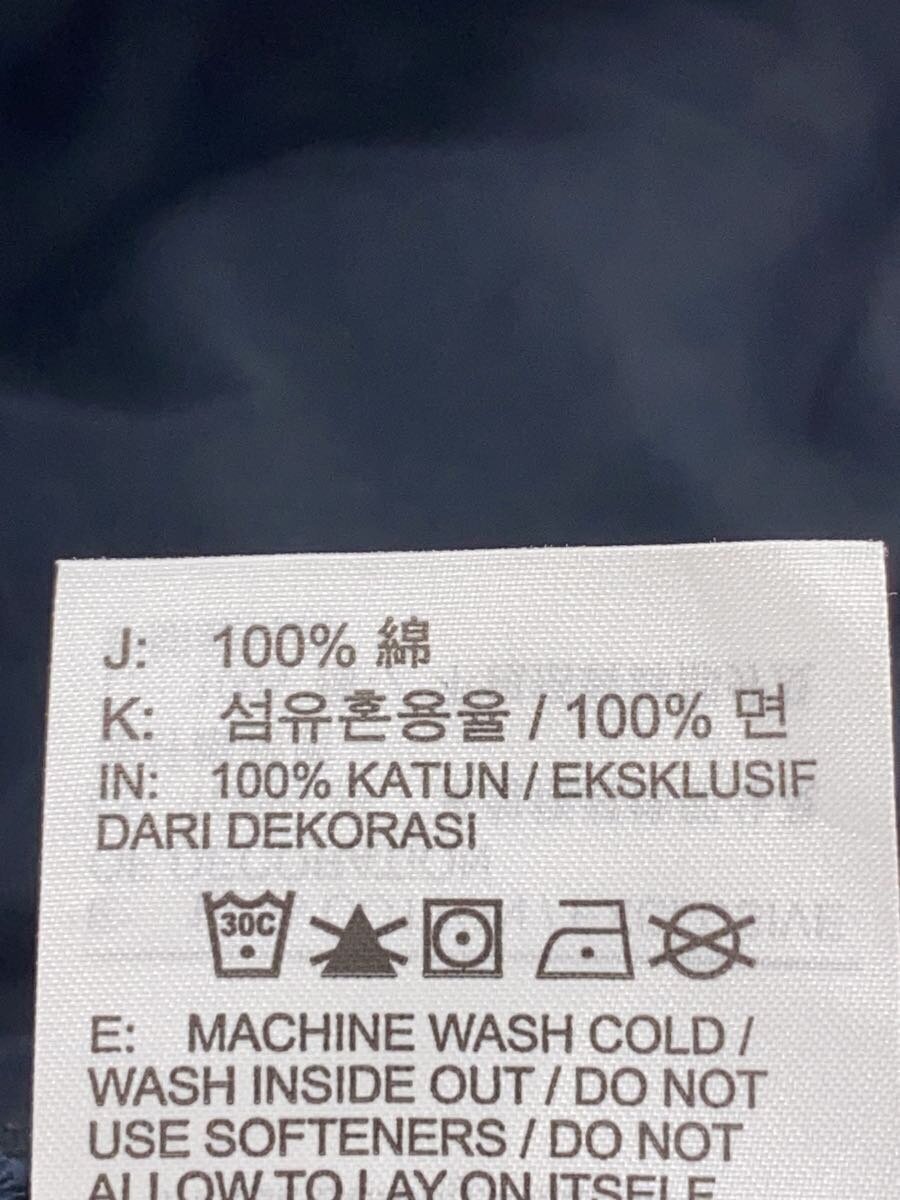 J: 100% 綿
K: 섬유혼용율 / 100% 면
IN: 100% KATUN / EKSKLUSIF
DARI DEKORASI
30C
E: MACHINE WASH COLD /
WASH INSIDE OUT / DO NOT
USE SOFTENERS / DO NOT
ALLOW TO LAY ON ITSELF